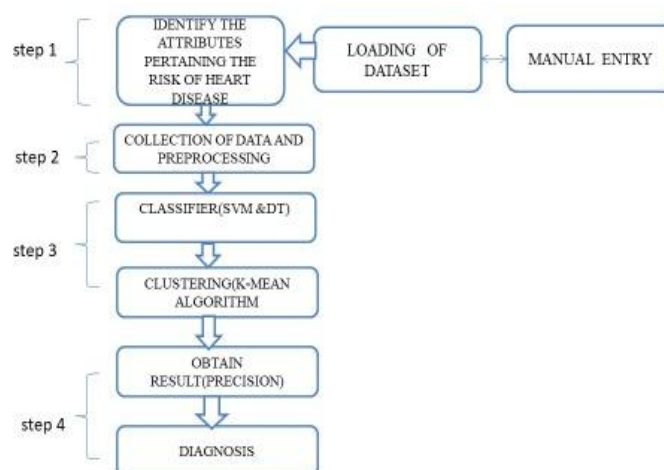 step 1
IDENTIFY THE
ATTRIBUTES
PERTAINING THE
RISK OF HEART
DISEASE
LOADING OF
DATASET
MANUAL ENTRY
step 2
COLLECTION OF DATA AND
PREPROCESSING
step 3
CLASSIFIER(SVM &DT)
CLUSTERING(K-MEAN
ALGORITHM
step 4
OBTAIN
RESULT(PRECISION)
DIAGNOSIS